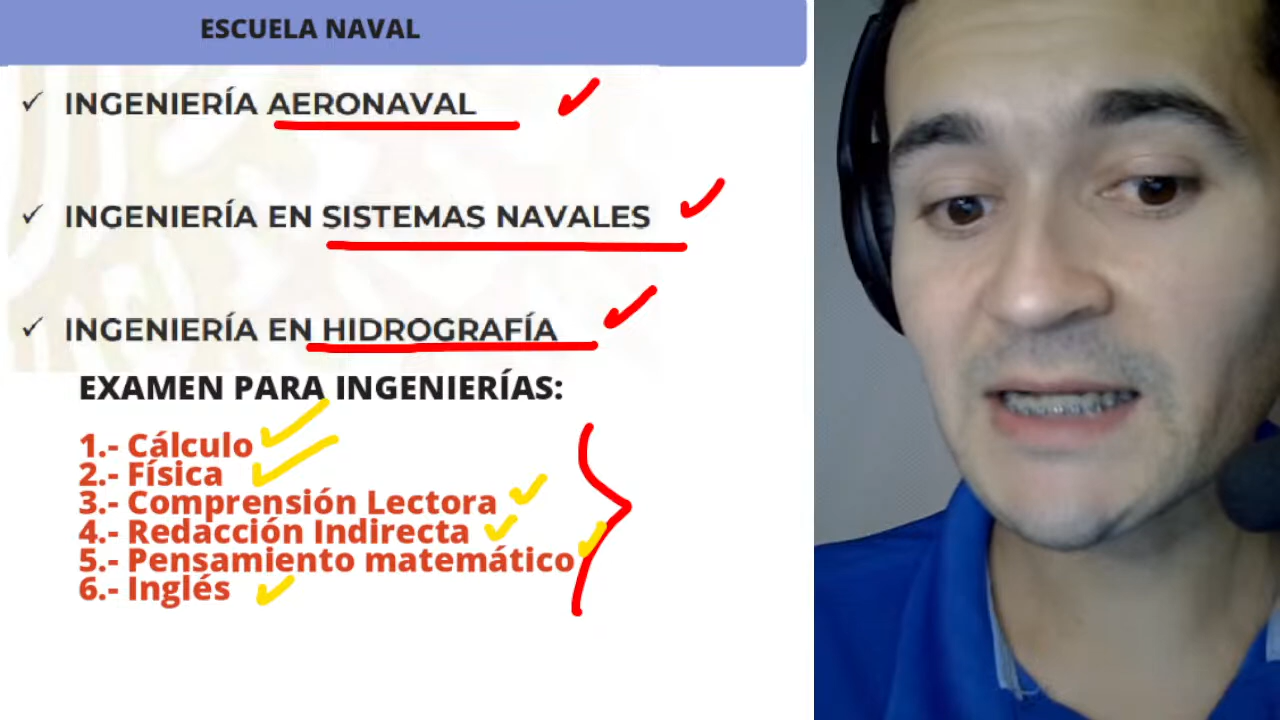 ESCUELA NAVAL
✓ INGENIERÍA AERONAVAL
✓ INGENIERÍA EN SISTEMAS NAVALES
✓ INGENIERÍA EN HIDROGRAFÍA
EXAMEN PARA INGENIERÍAS:
1.- Cálculo
2.- Física
3.- Comprensión Lectora
4.- Redacción Indirecta
5.- Pensamiento matemático
6.- Inglés